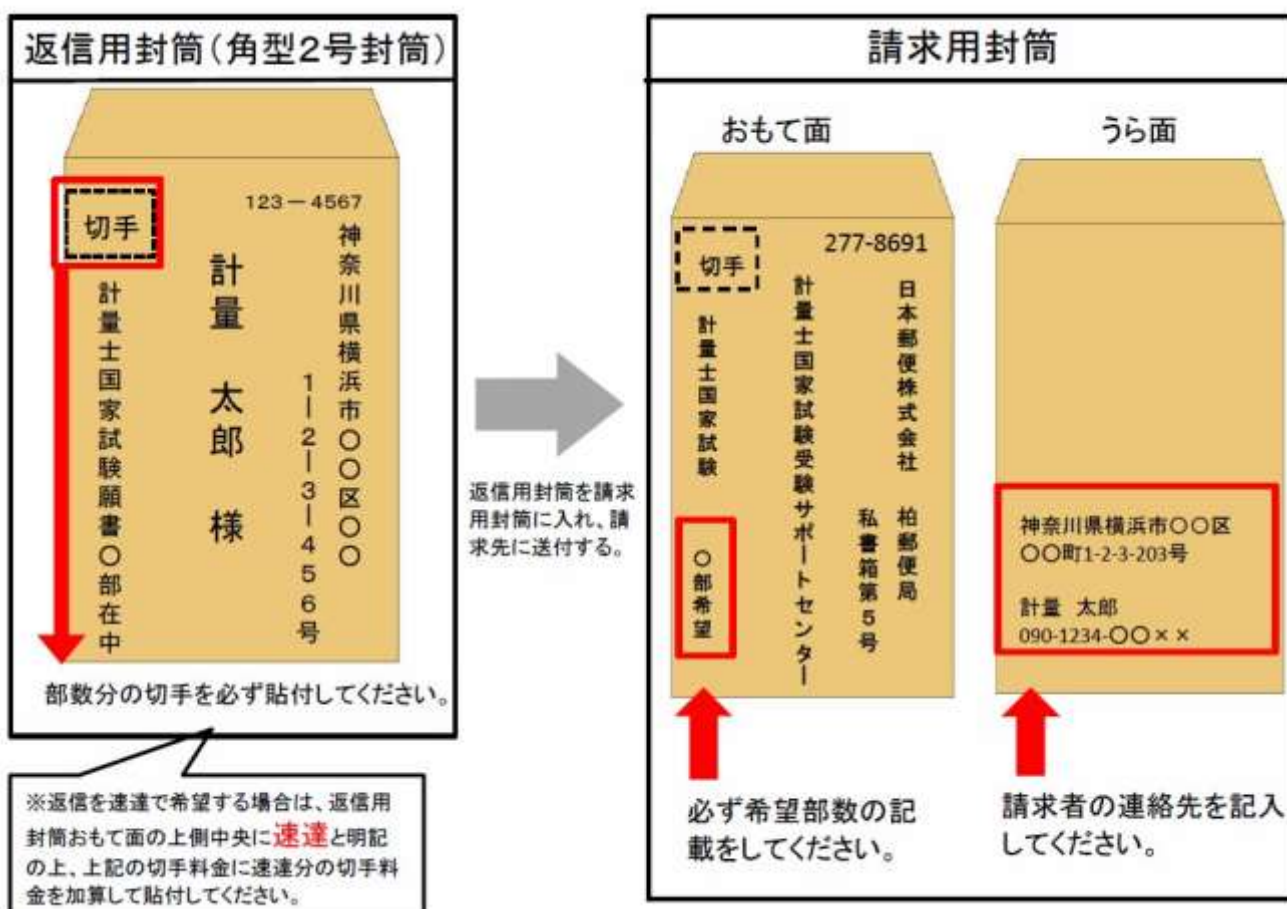 返信用封筒(角型2号封筒)
切手
123－4567
神奈川県横浜市〇〇区〇〇
1－2－3－456号
計量　太郎　様
計量士国家試験願書〇部在中
部数分の切手を必ず貼付してください。
※返信を速達で希望する場合は、返信用
封筒おもて面の上側中央に速達と明記
の上、上記の切手料金に速達分の切手料
金を加算して貼付してください。
返信用封筒を請求
用封筒に入れ、請
求先に送付する。
請求用封筒
おもて面
切手
277-8691
日本郵便株式会社　柏郵便局
私書箱第5号
計量士国家試験受験サポートセンター
計量士国家試験
〇部希望
必ず希望部数の記
載をしてください。
うら面
神奈川県横浜市〇〇区
〇〇町1-2-3-203号
計量 太郎
090-1234-〇〇××
請求者の連絡先を記入
してください。